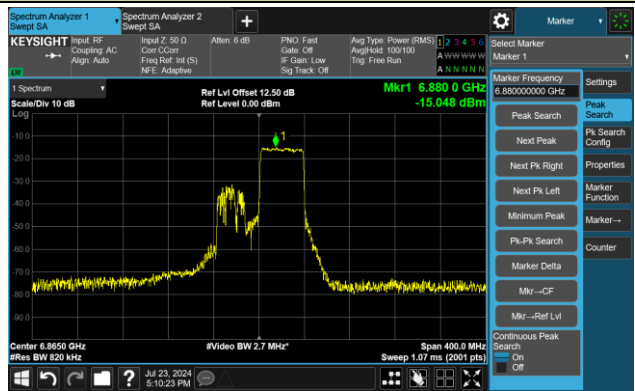 Spectrum Analyzer 1
Swept SA
Spectrum Analyzer 2
Swept SA
+
Marker
KEYSIGHT
Input: RF
Coupling: AC
Align: Auto
Input Z: 50 Ω
Corr CCorr
Freq Ref: Int (S)
NFE: Adaptive
Atten: 6 dB
PNO: Fast
Gate: Off
IF Gain: Low
Sig Track: Off
Avg Type: Power (RMS)
Avg|Hold: 100/100
Trig: Free Run
1 2 3 4 5 6
A W W W W W
A N N N N N
Select Marker
Marker 1
1 Spectrum
Scale/Div 10 dB
Log
Ref Lvl Offset 12.50 dB
Ref Level 0.00 dBm
Mkr1 6.880 0 GHz
-15.048 dBm
Marker Frequency
6.880000000 GHz
Peak Search
Next Peak
Next Pk Right
Next Pk Left
Minimum Peak
Pk-Pk Search
Marker Delta
Mkr→CF
Mkr→Ref Lvl
Continuous Peak
Search
On
Off
Settings
Peak
Search
Pk Search
Config
Properties
Marker
Function
Marker→
Counter
1
-10.0
-20.0
-30.0
-40.0
-50.0
-60.0
-70.0
-80.0
-90.0
Center 6.8650 GHz
#Res BW 820 kHz
#Video BW 2.7 MHz*
Span 400.0 MHz
Sweep 1.07 ms (2001 pts)
?
Jul 23, 2024
5:10:23 PM